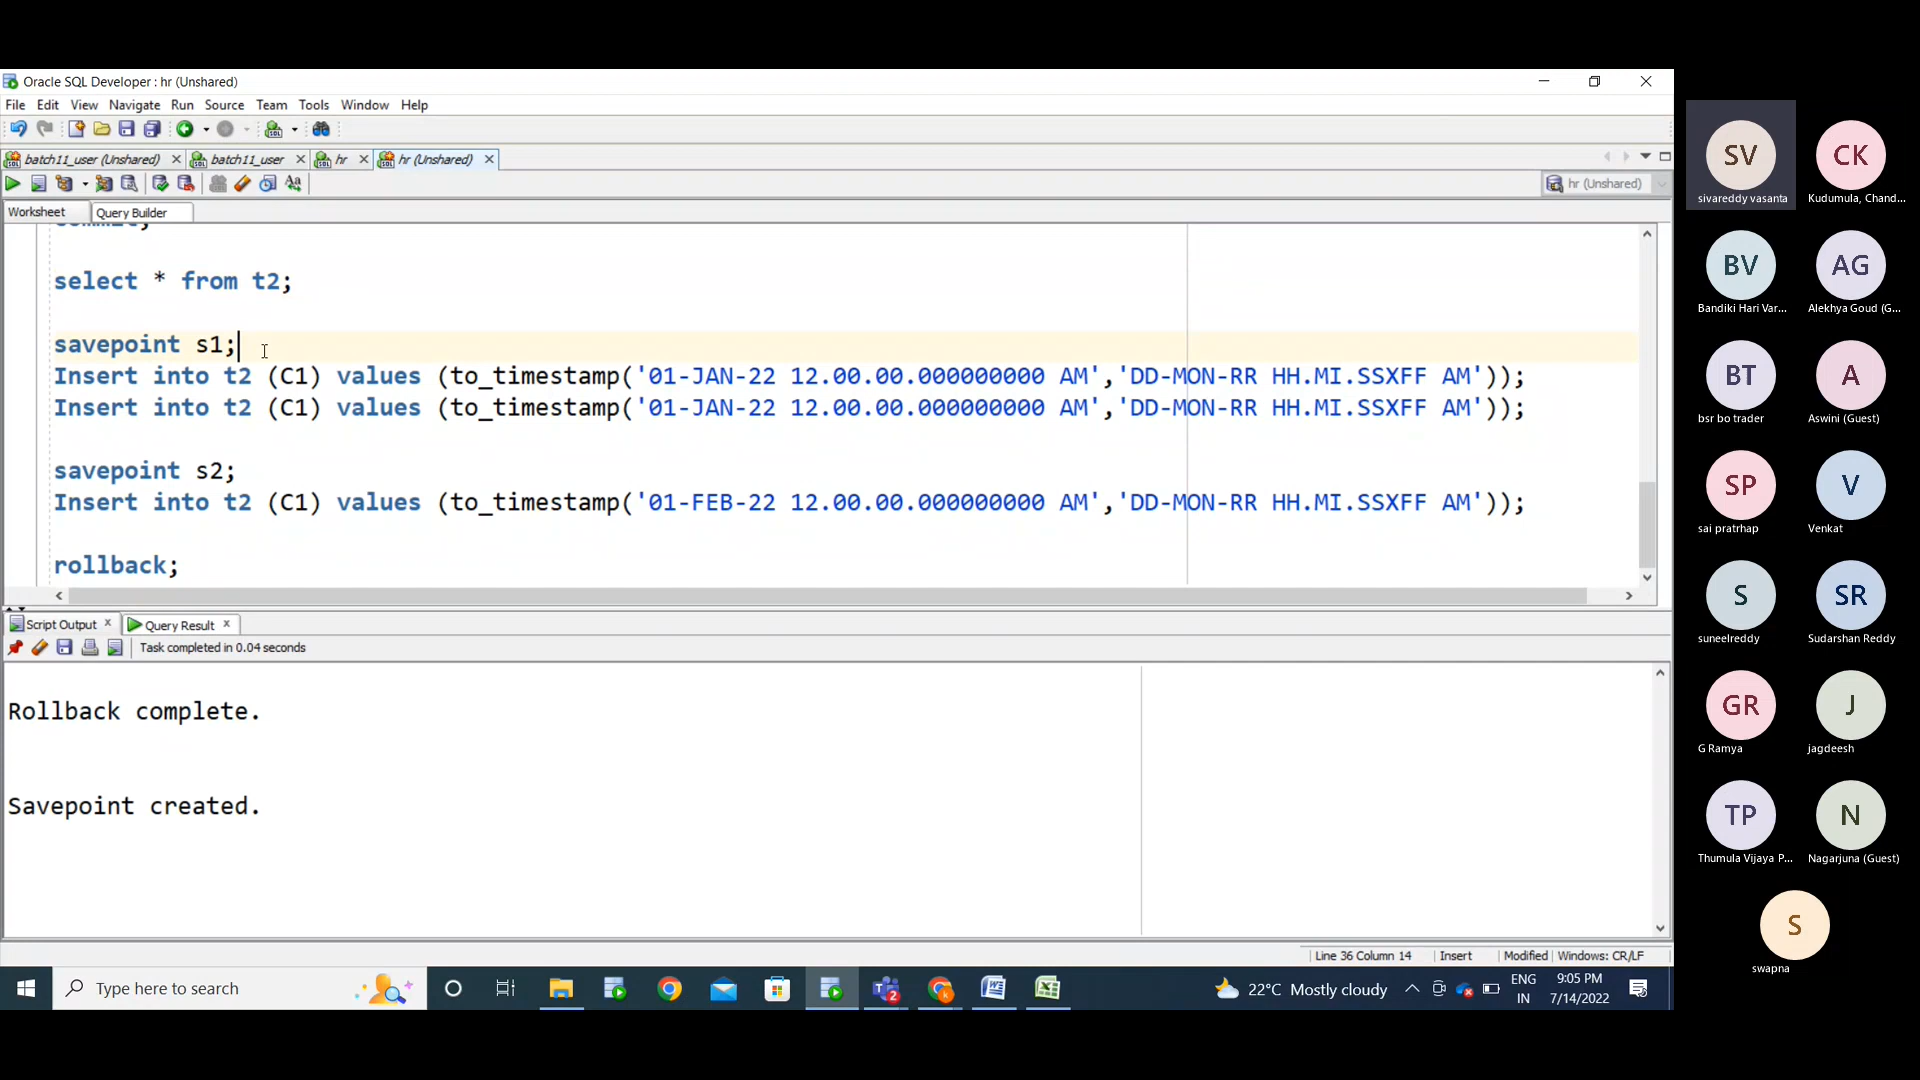 Oracle SQL Developer : hr (Unshared)
File Edit View Navigate Run Source Team Tools Window Help
batch11_user (Unshared) batch11_user hr hr (Unshared)
hr (Unshared)
Worksheet Query Builder
commit;
select * from t2;
savepoint s1;
Insert into t2 (C1) values (to_timestamp('01-JAN-22 12.00.00.000000000 AM','DD-MON-RR HH.MI.SSXFF AM'));
Insert into t2 (C1) values (to_timestamp('01-JAN-22 12.00.00.000000000 AM','DD-MON-RR HH.MI.SSXFF AM'));
savepoint s2;
Insert into t2 (C1) values (to_timestamp('01-FEB-22 12.00.00.000000000 AM','DD-MON-RR HH.MI.SSXFF AM'));
rollback;
Script Output Query Result
Task completed in 0.04 seconds
Rollback complete.
Savepoint created.
Line 36 Column 14 Insert Modified Windows: CR/LF
Type here to search
2
22°C Mostly cloudy
ENG
IN
9:05 PM
7/14/2022
SV
sivareddy vasanta
CK
Kudumula, Chand...
BV
Bandiki Hari Var...
AG
Alekhya Goud (G...
BT
bsr bo trader
A
Aswini (Guest)
SP
sai pratrhap
V
Venkat
S
suneelreddy
SR
Sudarshan Reddy
GR
G Ramya
J
jagdeesh
TP
Thumula Vijaya P...
N
Nagarjuna (Guest)
S
swapna